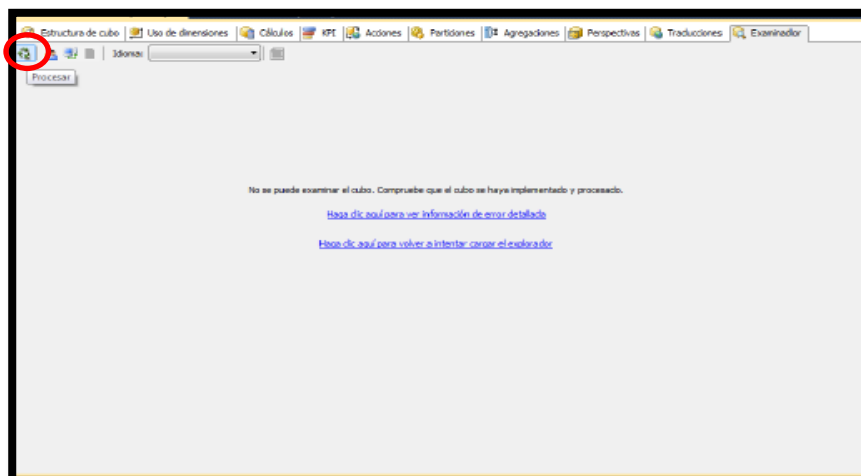 Estructura de cubo Uso de dimensiones Cálculos KPI Acciones Particiones Agregaciones Perspectivas Traducciones Examinador
Idioma:
Procesar
No se puede examinar el cubo. Compruebe que el cubo se haya implementado y procesado.
Haga clic aquí para ver información de error detallada
Haga clic aquí para volver a intentar cargar el explorador